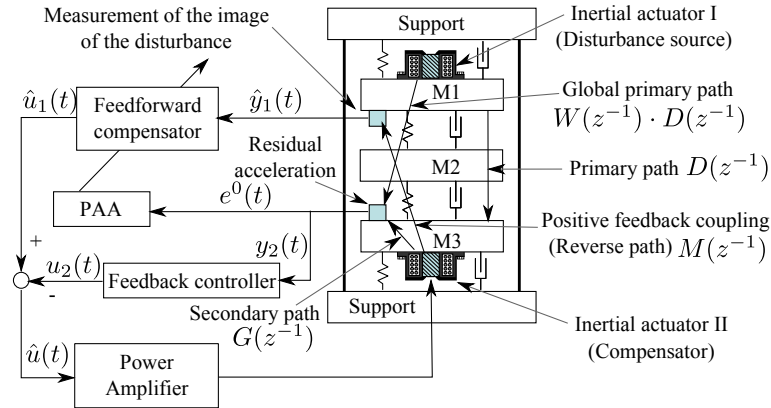 Measurement of the image
of the disturbance
Support
Inertial actuator I
(Disturbance source)
û₁(t)
Feedforward
compensator
ŷ₁(t)
M1
Global primary path
W(z⁻¹) · D(z⁻¹)
Residual
acceleration
M2
Primary path D(z⁻¹)
PAA
e⁰(t)
M3
Positive feedback coupling
(Reverse path) M(z⁻¹)
+
y₂(t)
u₂(t)
-
Feedback controller
Secondary path
G(z⁻¹)
Support
Inertial actuator II
(Compensator)
û(t)
Power
Amplifier